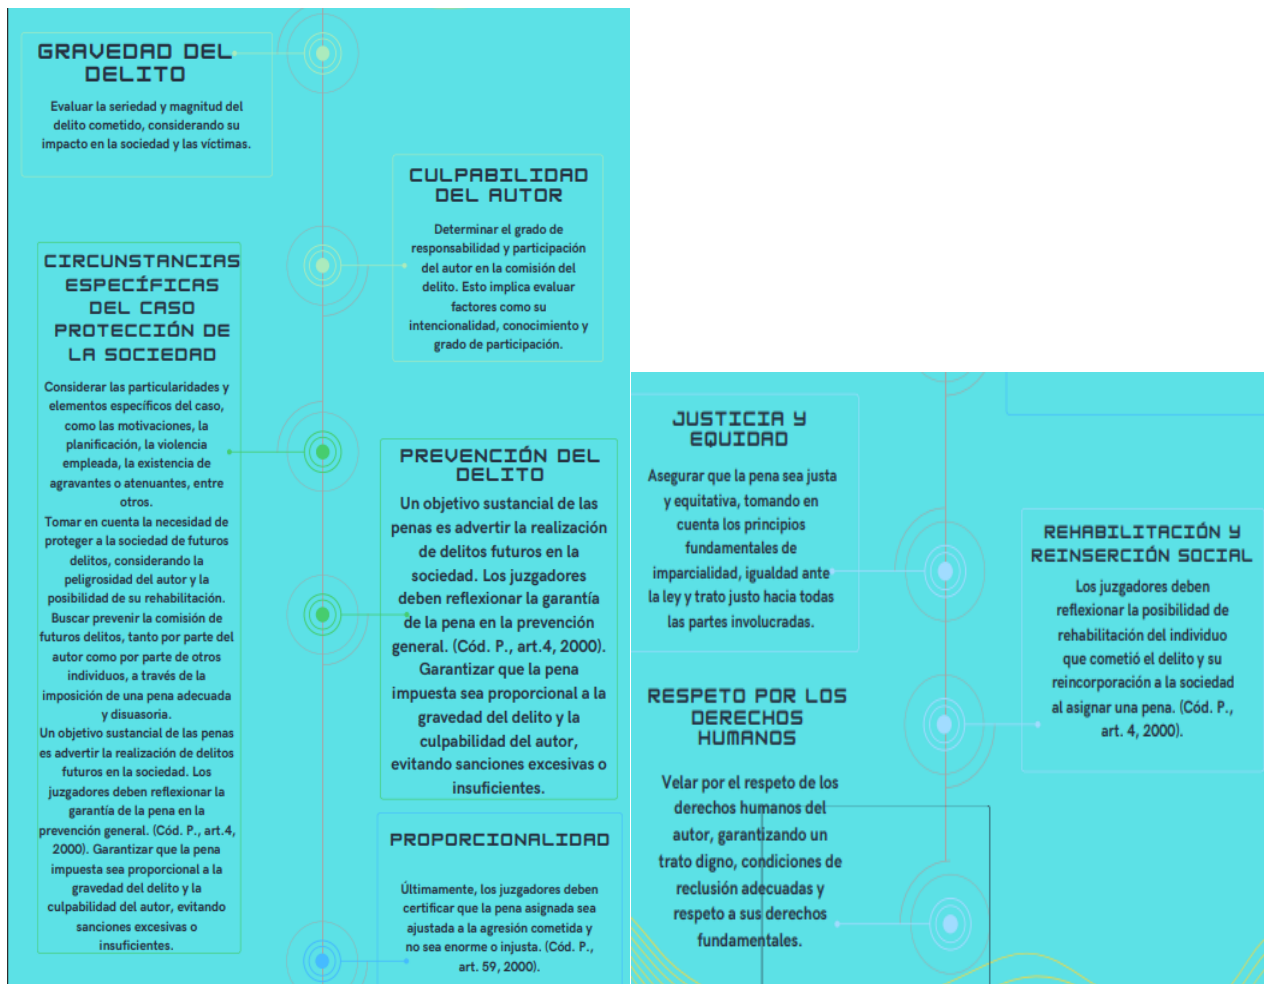 GRAVEDAD DEL
DELITO
Evaluar la seriedad y magnitud del
delito cometido, considerando su
impacto en la sociedad y las víctimas.
CULPABILIDAD
DEL AUTOR
Determinar el grado de
responsabilidad y participación
del autor en la comisión del
delito. Esto implica evaluar
factores como su
intencionalidad, conocimiento y
grado de participación.
CIRCUNSTANCIAS
ESPECÍFICAS
DEL CASO
PROTECCIÓN DE
LA SOCIEDAD
Considerar las particularidades y
elementos específicos del caso,
como las motivaciones, la
planificación, la violencia
empleada, la existencia de
agravantes o atenuantes, entre
otros.
Tomar en cuenta la necesidad de
proteger a la sociedad de futuros
delitos, considerando la
peligrosidad del autor y la
posibilidad de su rehabilitación.
Buscar prevenir la comisión de
futuros delitos, tanto por parte del
autor como por parte de otros
individuos, a través de la
imposición de una pena adecuada
y disuasoria.
Un objetivo sustancial de las penas
es advertir la realización de delitos
futuros en la sociedad. Los
juzgadores deben reflexionar la
garantía de la pena en la
prevención general. (Cód. P., art.4,
2000). Garantizar que la pena
impuesta sea proporcional a la
gravedad del delito y la
culpabilidad del autor, evitando
sanciones excesivas o
insuficientes.
PREVENCIÓN DEL
DELITO
Un objetivo sustancial de las
penas es advertir la realización
de delitos futuros en la
sociedad. Los juzgadores
deben reflexionar la garantía
de la pena en la prevención
general. (Cód. P., art.4, 2000).
Garantizar que la pena
impuesta sea proporcional a la
gravedad del delito y la
culpabilidad del autor,
evitando sanciones excesivas o
insuficientes.
PROPORCIONALIDAD
Últimamente, los juzgadores deben
certificar que la pena asignada sea
ajustada a la agresión cometida y
no sea enorme o injusta. (Cód. P.,
art. 59, 2000).
JUSTICIA Y
EQUIDAD
Asegurar que la pena sea justa
y equitativa, tomando en
cuenta los principios
fundamentales de
imparcialidad, igualdad ante
la ley y trato justo hacia todas
las partes involucradas.
REHABILITACIÓN Y
REINSERCIÓN SOCIAL
Los juzgadores deben
reflexionar la posibilidad de
rehabilitación del individuo
que cometió el delito y su
reincorporación a la sociedad
al asignar una pena. (Cód. P.,
art. 4, 2000).
RESPETO POR LOS
DERECHOS
HUMANOS
Velar por el respeto de los
derechos humanos del
autor, garantizando un
trato digno, condiciones de
reclusión adecuadas y
respeto a sus derechos
fundamentales.